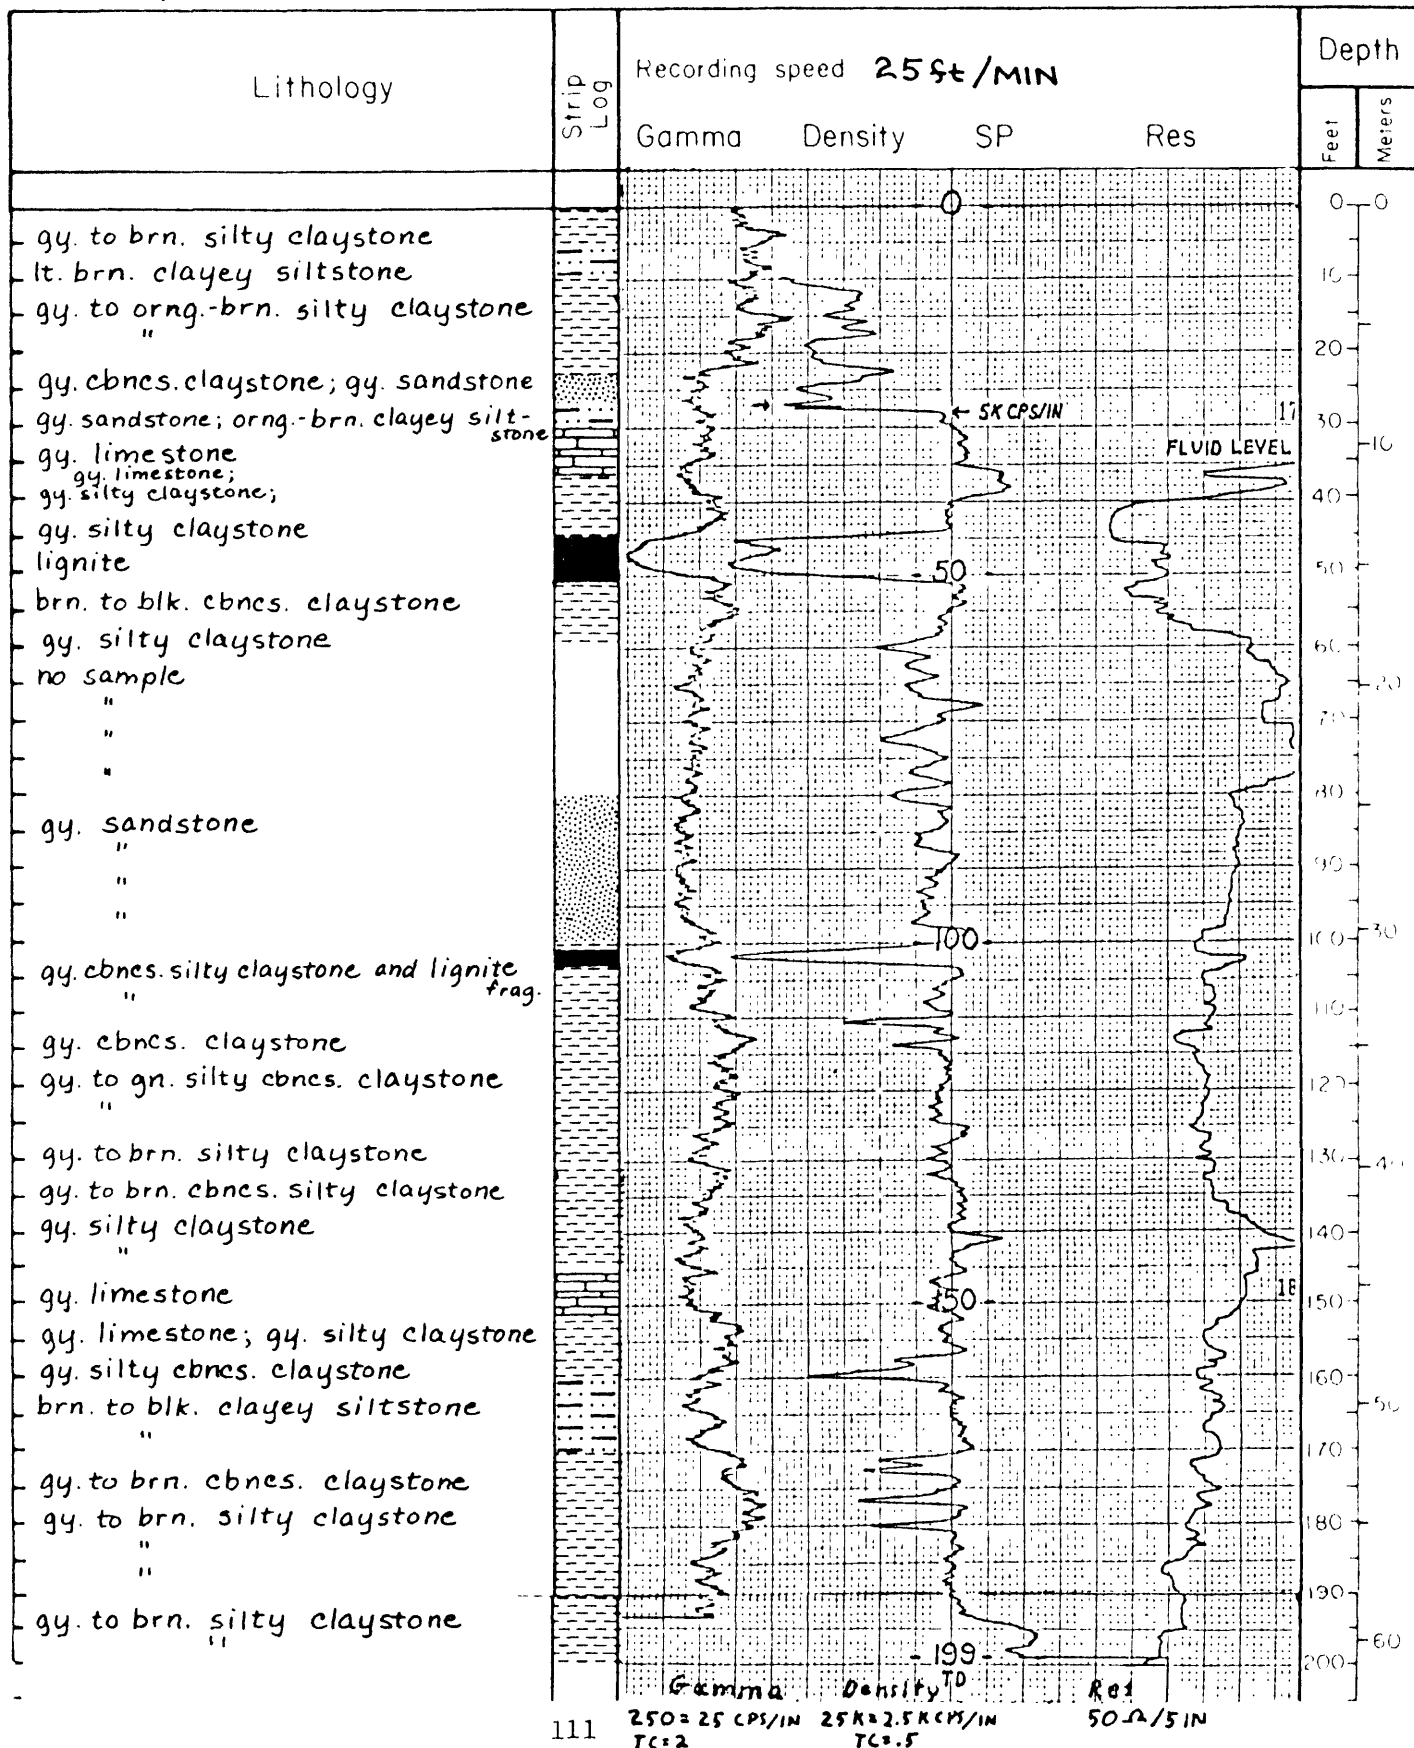 Lithology
Strip Log
Recording speed 25 ft/MIN
Gamma Density SP Res
Depth
Feet
Meters
0
0 0
gy. to brn. silty claystone
lt. brn. clayey siltstone
10
gy. to orng.-brn. silty claystone
"
20
gy. cbncs. claystone; gy. sandstone
← 5K CPS/IN
17
gy. sandstone; orng.-brn. clayey silt-
stone
30
10
gy. limestone
FLUID LEVEL
gy. limestone;
gy. silty claystone;
40
gy. silty claystone
lignite
50
50
brn. to blk. cbncs. claystone
gy. silty claystone
60
no sample
20
"
70
"
"
80
gy. sandstone
"
90
"
"
100
100
30
gy. cbncs. silty claystone and lignite
frag.
"
110
gy. cbncs. claystone
gy. to gn. silty cbncs. claystone
120
"
gy. to brn. silty claystone
130
40
gy. to brn. cbncs. silty claystone
gy. silty claystone
140
"
gy. limestone
18
50
150
gy. limestone; gy. silty claystone
gy. silty cbncs. claystone
160
brn. to blk. clayey siltstone
50
"
170
gy. to brn. cbncs. claystone
gy. to brn. silty claystone
180
"
"
190
gy. to brn. silty claystone
"
60
199
TD
200
Gamma Density Res
250 = 25 CPS/IN 25K = 2.5K CPS/IN 50 Ω/5 IN
TC = 2 TC = .5
111